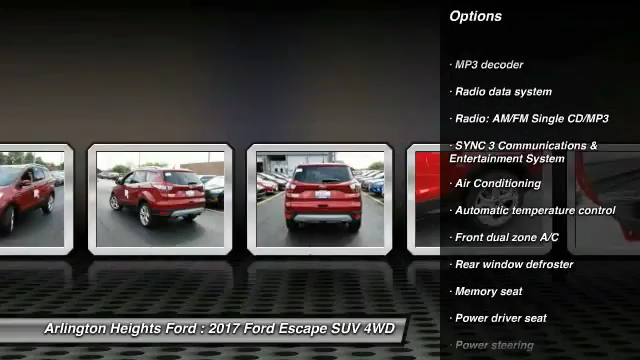 Options
· MP3 decoder
· Radio data system
· Radio: AM/FM Single CD/MP3
· SYNC 3 Communications &
Entertainment System
· Air Conditioning
· Automatic temperature control
· Front dual zone A/C
· Rear window defroster
· Memory seat
· Power driver seat
· Power steering
Arlington Heights Ford : 2017 Ford Escape SUV 4WD